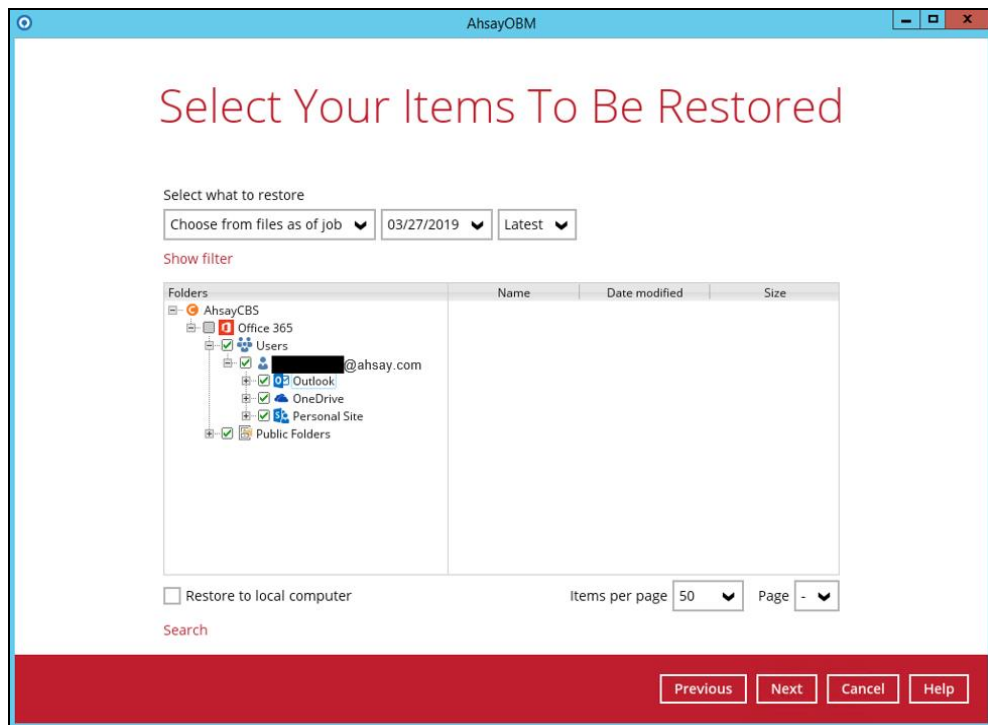 AhsayOBM
Select Your Items To Be Restored
Select what to restore
Choose from files as of job 03/27/2019 Latest
Show filter
Folders Name Date modified Size
AhsayCBS
Office 365
Users
@ahsay.com
Outlook
OneDrive
Personal Site
Public Folders
Restore to local computer Items per page 50 Page -
Search
Previous Next Cancel Help